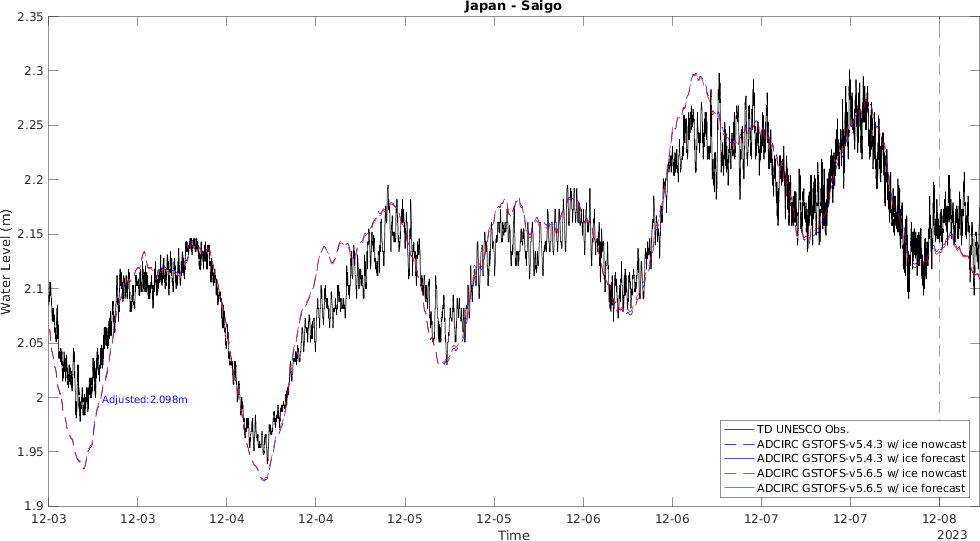 Japan - Saigo
2.35
2.3
2.25
2.2
2.15
2.1
2.05
2
1.95
1.9
Water Level (m)
Adjusted:2.098m
TD UNESCO Obs.
ADCIRC GSTOFS-v5.4.3 w/ ice nowcast
ADCIRC GSTOFS-v5.4.3 w/ ice forecast
ADCIRC GSTOFS-v5.6.5 w/ ice nowcast
ADCIRC GSTOFS-v5.6.5 w/ ice forecast
12-03 12-03 12-04 12-04 12-05 12-05 12-06 12-06 12-07 12-07 12-08
2023
Time